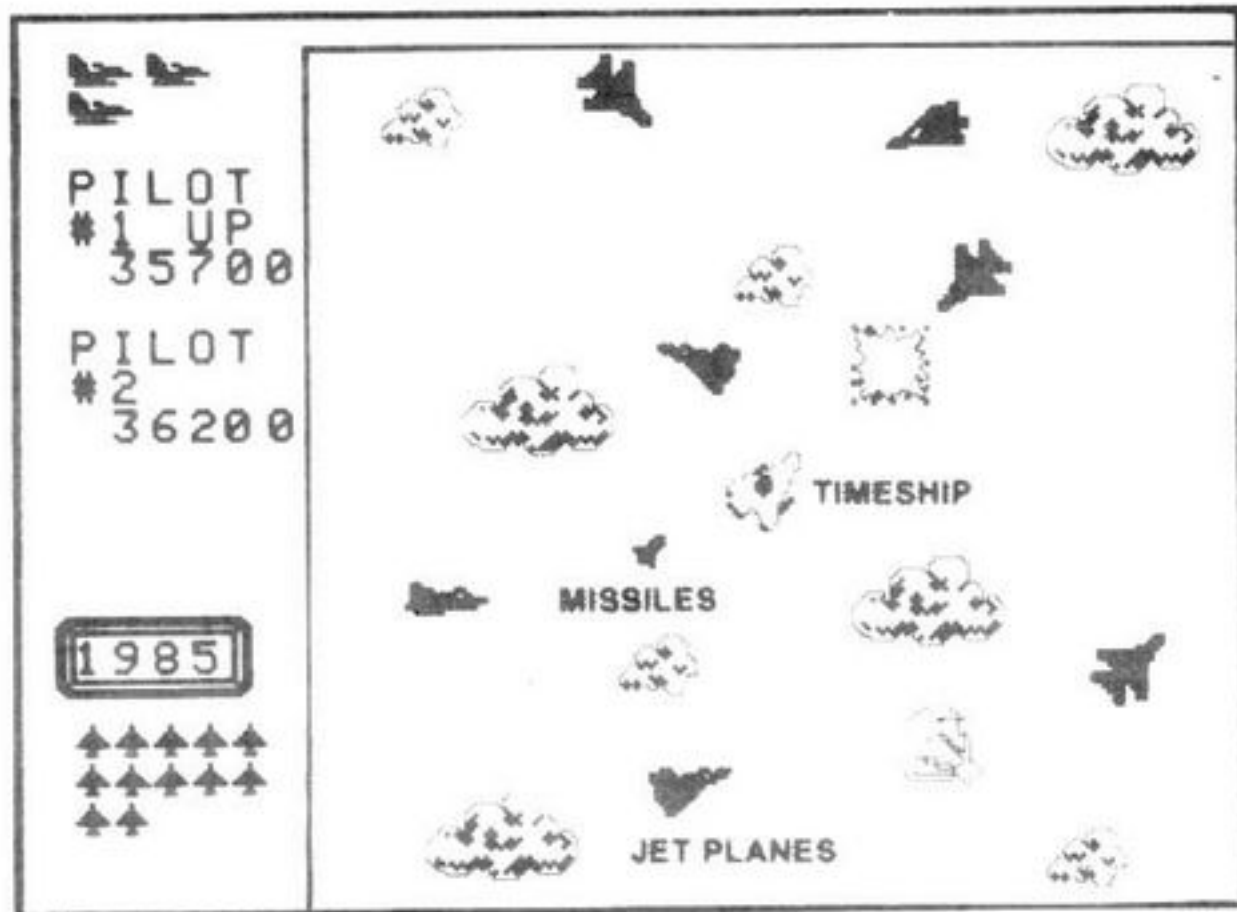 PILOT
#1 UP
35700
PILOT
#2
36200
TIMESHIP
MISSILES
1985
JET PLANES